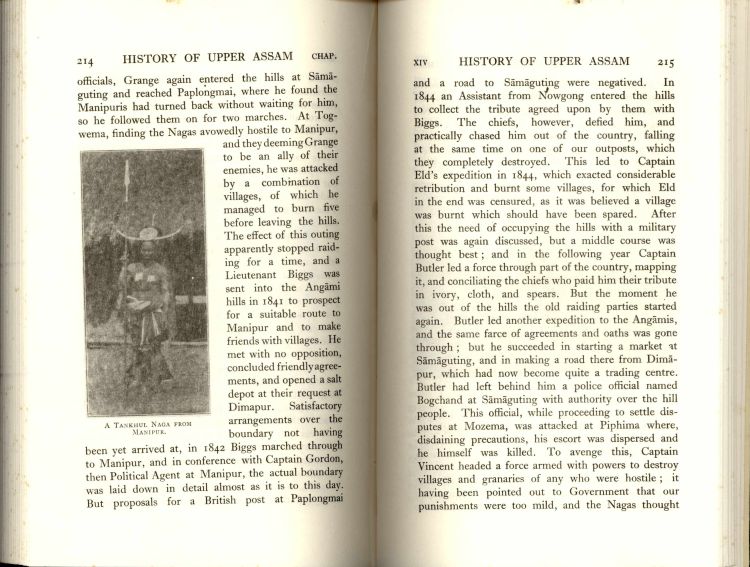 214 HISTORY OF UPPER ASSAM CHAP.
officials, Grange again entered the hills at Sāmā-
guting and reached Paplongmai, where he found the
Manipuris had turned back without waiting for him,
so he followed them on for two marches. At Tog-
wema, finding the Nagas avowedly hostile to Manipur,
and they deeming Grange
to be an ally of their
enemies, he was attacked
by a combination of
villages, of which he
managed to burn five
before leaving the hills.
The effect of this outing
apparently stopped raid-
ing for a time, and a
Lieutenant Biggs was
sent into the Angāmi
hills in 1841 to prospect
for a suitable route to
Manipur and to make
friends with villages. He
met with no opposition,
concluded friendly agree-
ments, and opened a salt
depot at their request at
Dimapur. Satisfactory
arrangements over the
boundary not having
A TANKHUL NAGA FROM
MANIPUR.
been yet arrived at, in 1842 Biggs marched through
to Manipur, and in conference with Captain Gordon,
then Political Agent at Manipur, the actual boundary
was laid down in detail almost as it is to this day.
But proposals for a British post at Paplongmai
XIV HISTORY OF UPPER ASSAM 215
and a road to Sāmāguting were negatived. In
1844 an Assistant from Nowgong entered the hills
to collect the tribute agreed upon by them with
Biggs. The chiefs, however, defied him, and
practically chased him out of the country, falling
at the same time on one of our outposts, which
they completely destroyed. This led to Captain
Eld's expedition in 1844, which exacted considerable
retribution and burnt some villages, for which Eld
in the end was censured, as it was believed a village
was burnt which should have been spared. After
this the need of occupying the hills with a military
post was again discussed, but a middle course was
thought best; and in the following year Captain
Butler led a force through part of the country, mapping
it, and conciliating the chiefs who paid him their tribute
in ivory, cloth, and spears. But the moment he
was out of the hills the old raiding parties started
again. Butler led another expedition to the Angāmis,
and the same farce of agreements and oaths was gone
through; but he succeeded in starting a market at
Sāmāguting, and in making a road there from Dimā-
pur, which had now become quite a trading centre.
Butler had left behind him a police official named
Bogchand at Sāmāguting with authority over the hill
people. This official, while proceeding to settle dis-
putes at Mozema, was attacked at Piphima where,
disdaining precautions, his escort was dispersed and
he himself was killed. To avenge this, Captain
Vincent headed a force armed with powers to destroy
villages and granaries of any who were hostile; it
having been pointed out to Government that our
punishments were too mild, and the Nagas thought